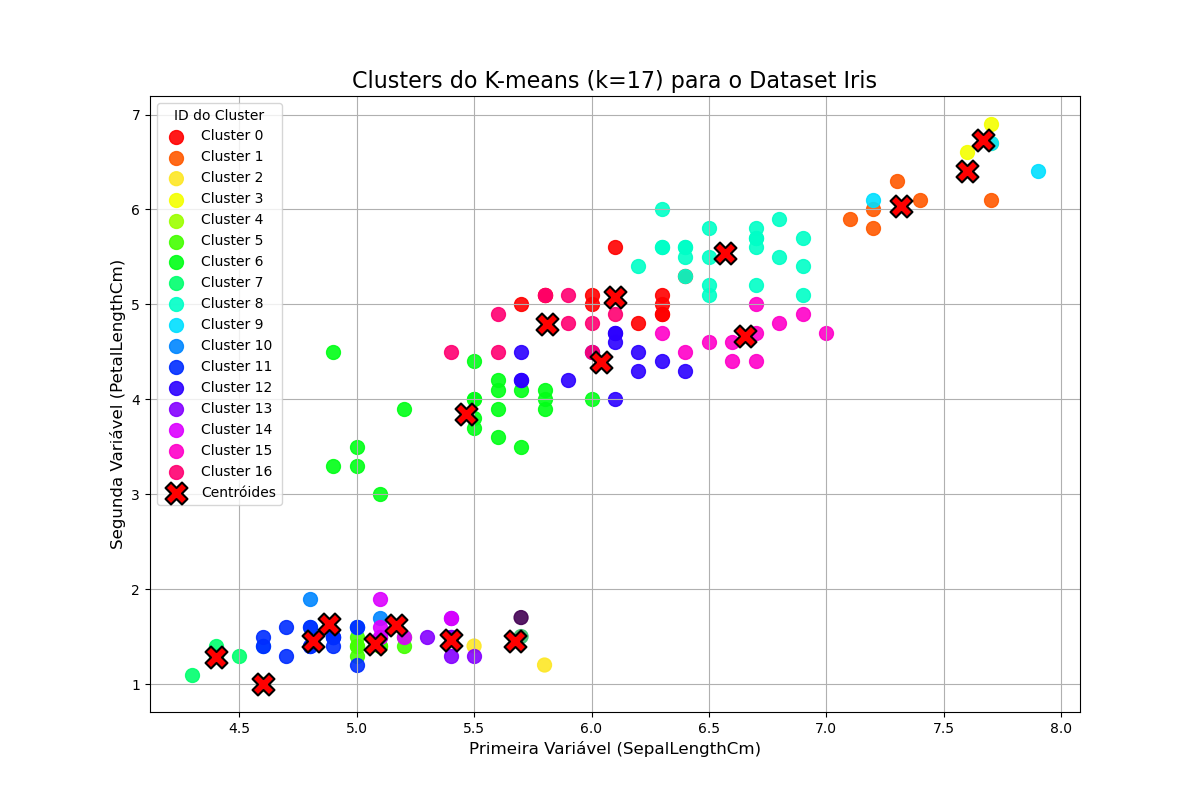 Clusters do K-means (k=17) para o Dataset Iris
ID do Cluster
Cluster 0
Cluster 1
Cluster 2
Cluster 3
Cluster 4
Cluster 5
Cluster 6
Cluster 7
Cluster 8
Cluster 9
Cluster 10
Cluster 11
Cluster 12
Cluster 13
Cluster 14
Cluster 15
Cluster 16
Centróides
Segunda Variável (PetalLengthCm)
7
6
5
4
3
2
1
4.5 5.0 5.5 6.0 6.5 7.0 7.5 8.0
Primeira Variável (SepalLengthCm)